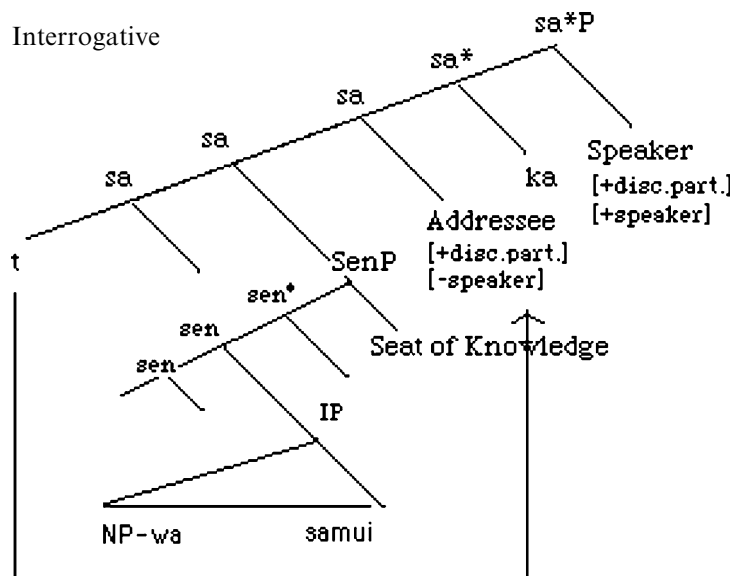 Interrogative
sa*P
sa*
sa
sa
sa
Speaker
[+disc.part.]
[+speaker]
ka
Addressee
[+disc.part.]
[-speaker]
t
SenP
sen*
sen
sen
Seat of Knowledge
IP
NP-wa samui